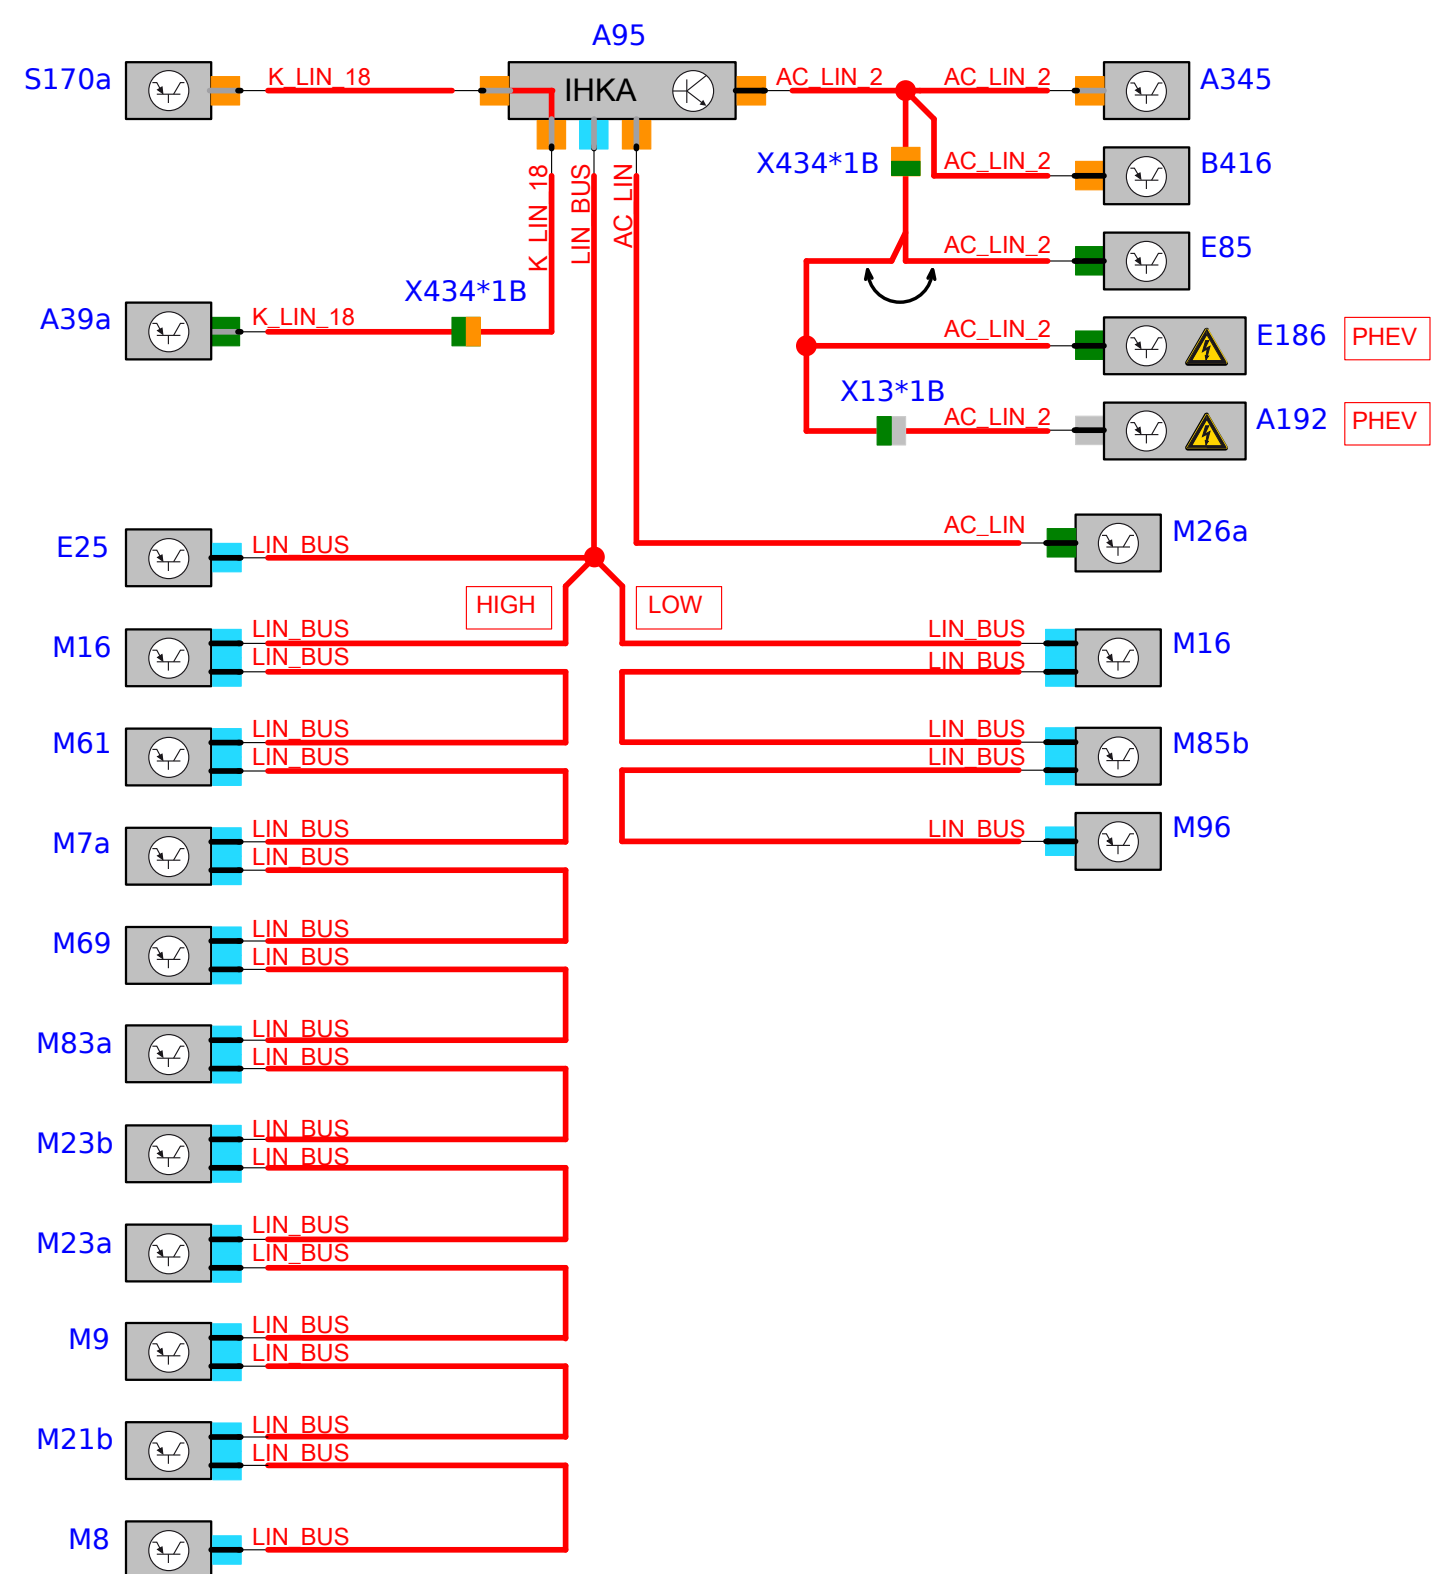 A95
S170a
K_LIN_18
IHKA
AC_LIN_2
AC_LIN_2
A345
K_LIN_18
LIN_BUS
AC_LIN
X434*1B
AC_LIN_2
B416
AC_LIN_2
E85
X434*1B
A39a
K_LIN_18
AC_LIN_2
E186
PHEV
X13*1B
AC_LIN_2
A192
PHEV
AC_LIN
M26a
E25
LIN_BUS
HIGH
LOW
M16
LIN_BUS
LIN_BUS
LIN_BUS
LIN_BUS
M16
M61
LIN_BUS
LIN_BUS
LIN_BUS
LIN_BUS
M85b
M7a
LIN_BUS
LIN_BUS
LIN_BUS
M96
M69
LIN_BUS
LIN_BUS
M83a
LIN_BUS
LIN_BUS
M23b
LIN_BUS
LIN_BUS
M23a
LIN_BUS
LIN_BUS
M9
LIN_BUS
LIN_BUS
M21b
LIN_BUS
LIN_BUS
M8
LIN_BUS